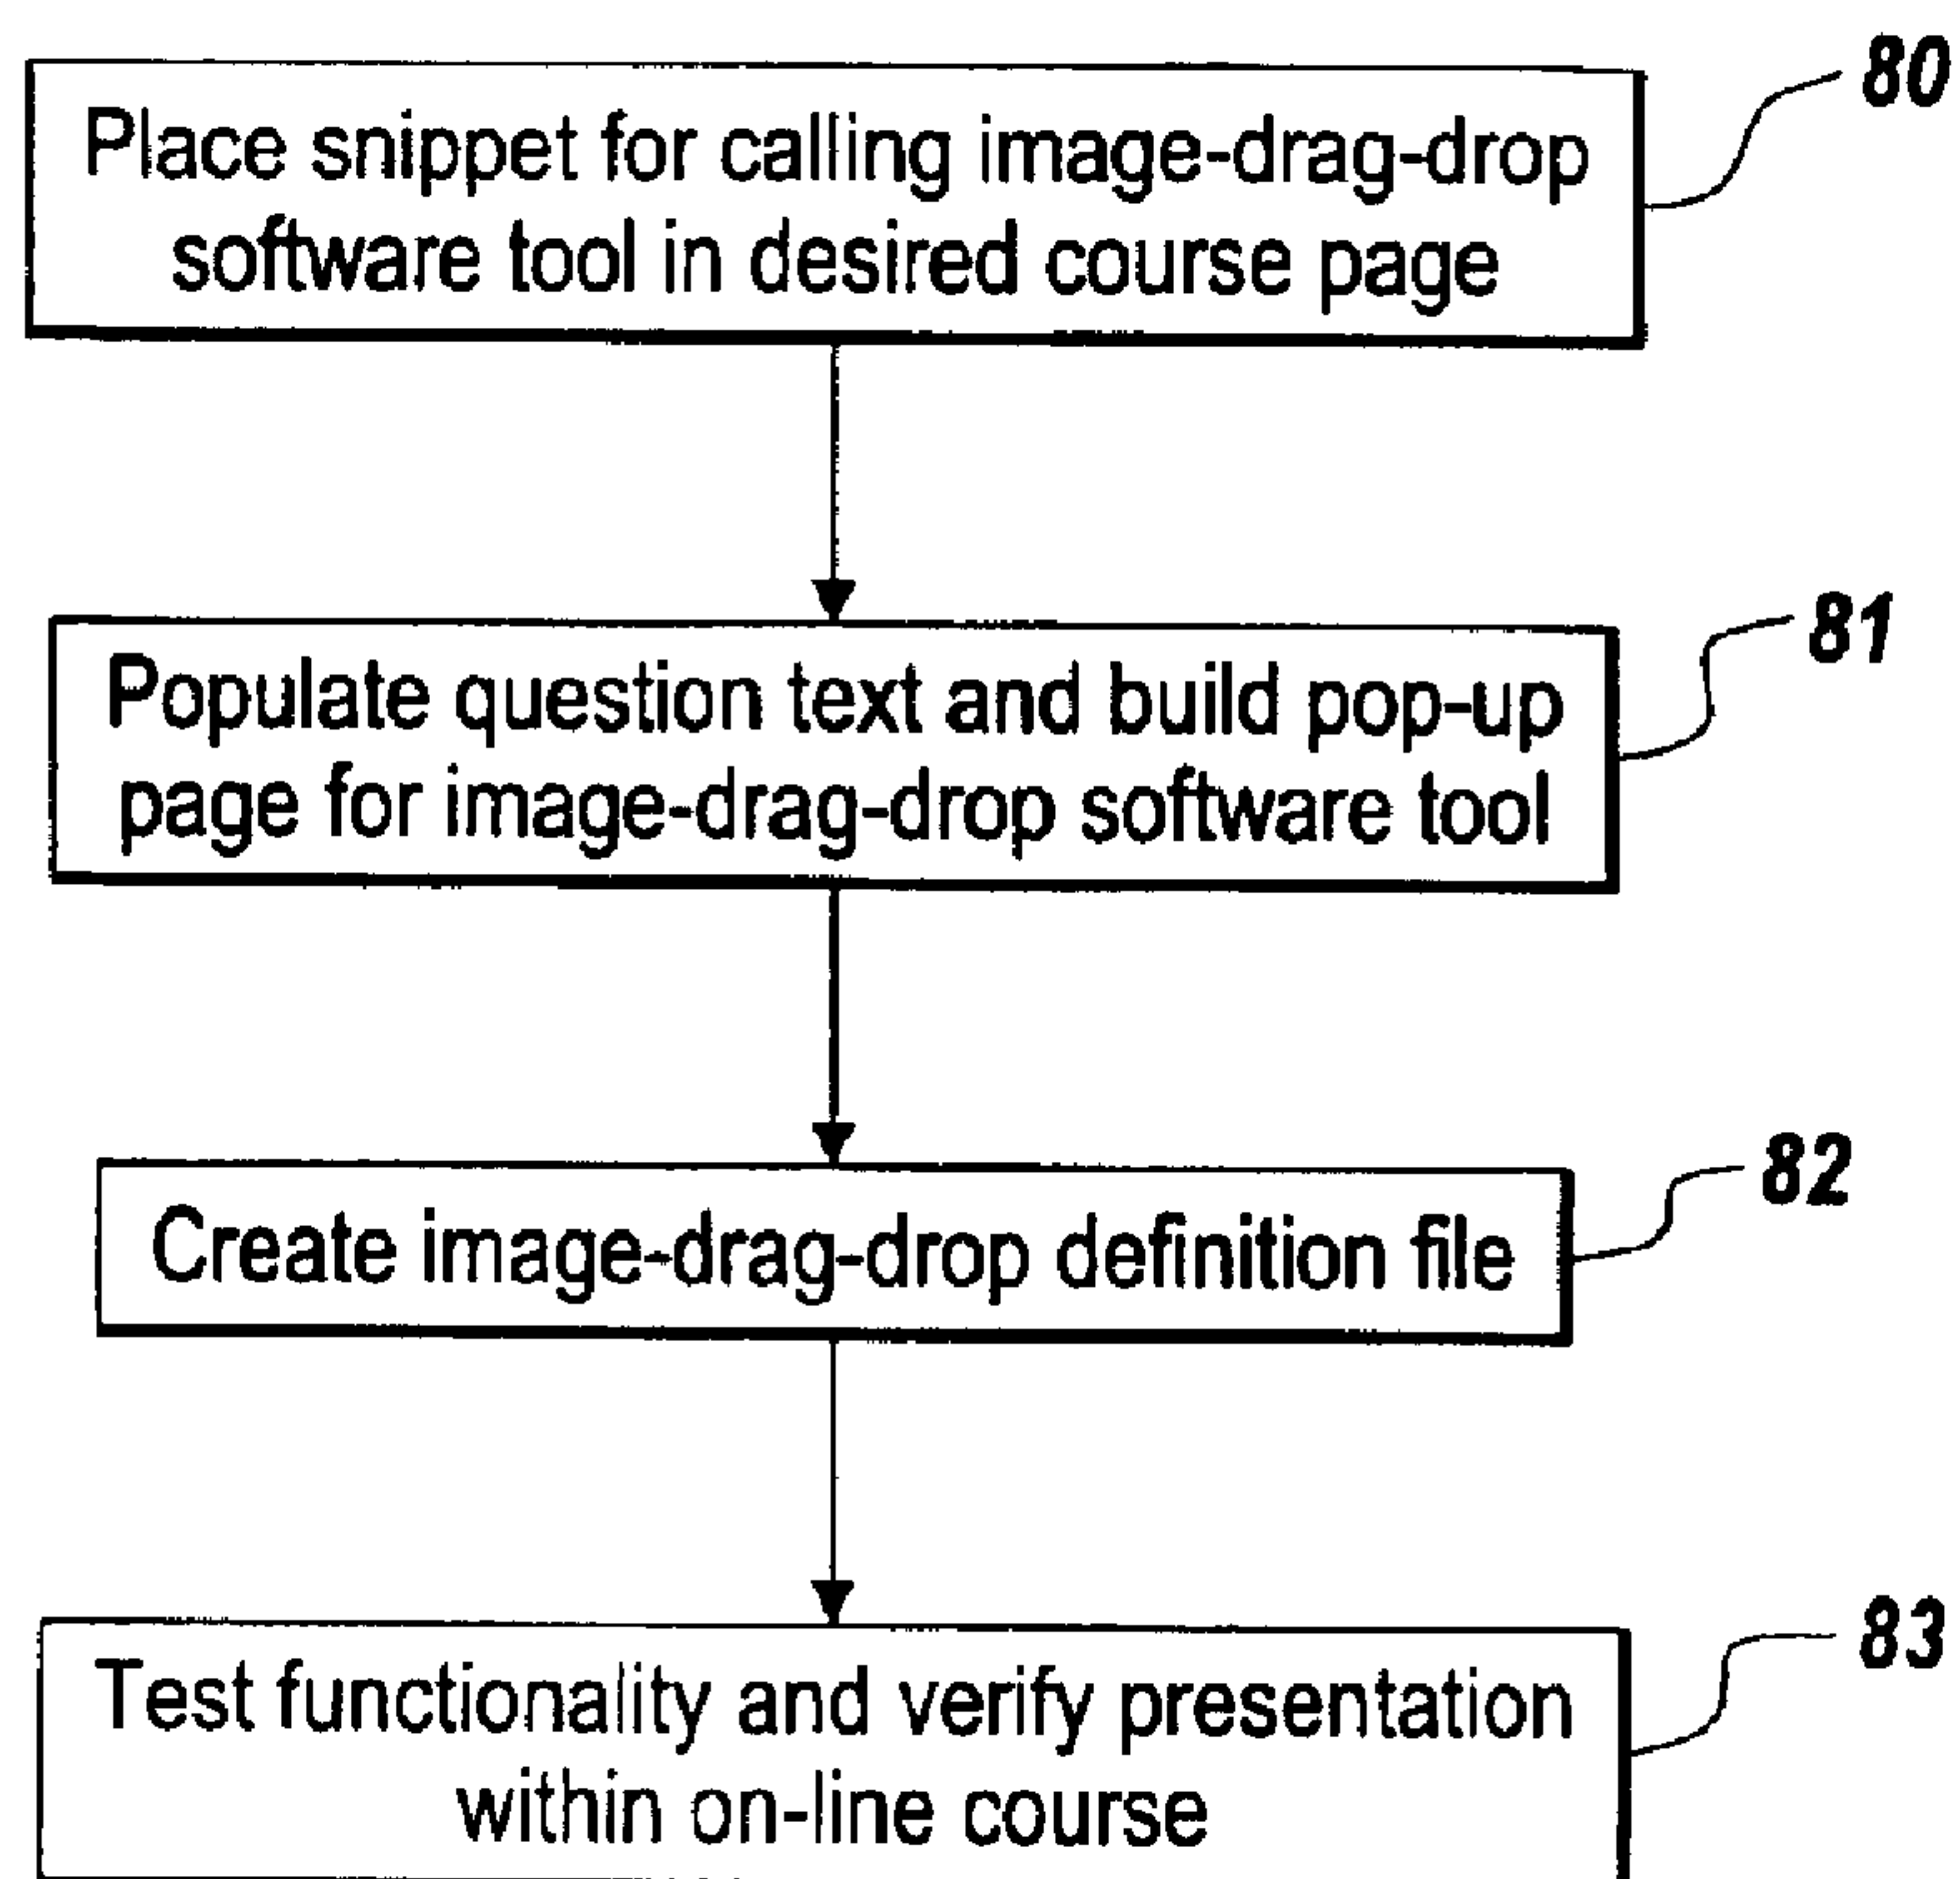 80
Place snippet for calling image-drag-drop
software tool in desired course page
81
Populate question text and build pop-up
page for image-drag-drop software tool
82
Create image-drag-drop definition file
83
Test functionality and verify presentation
within on-line course